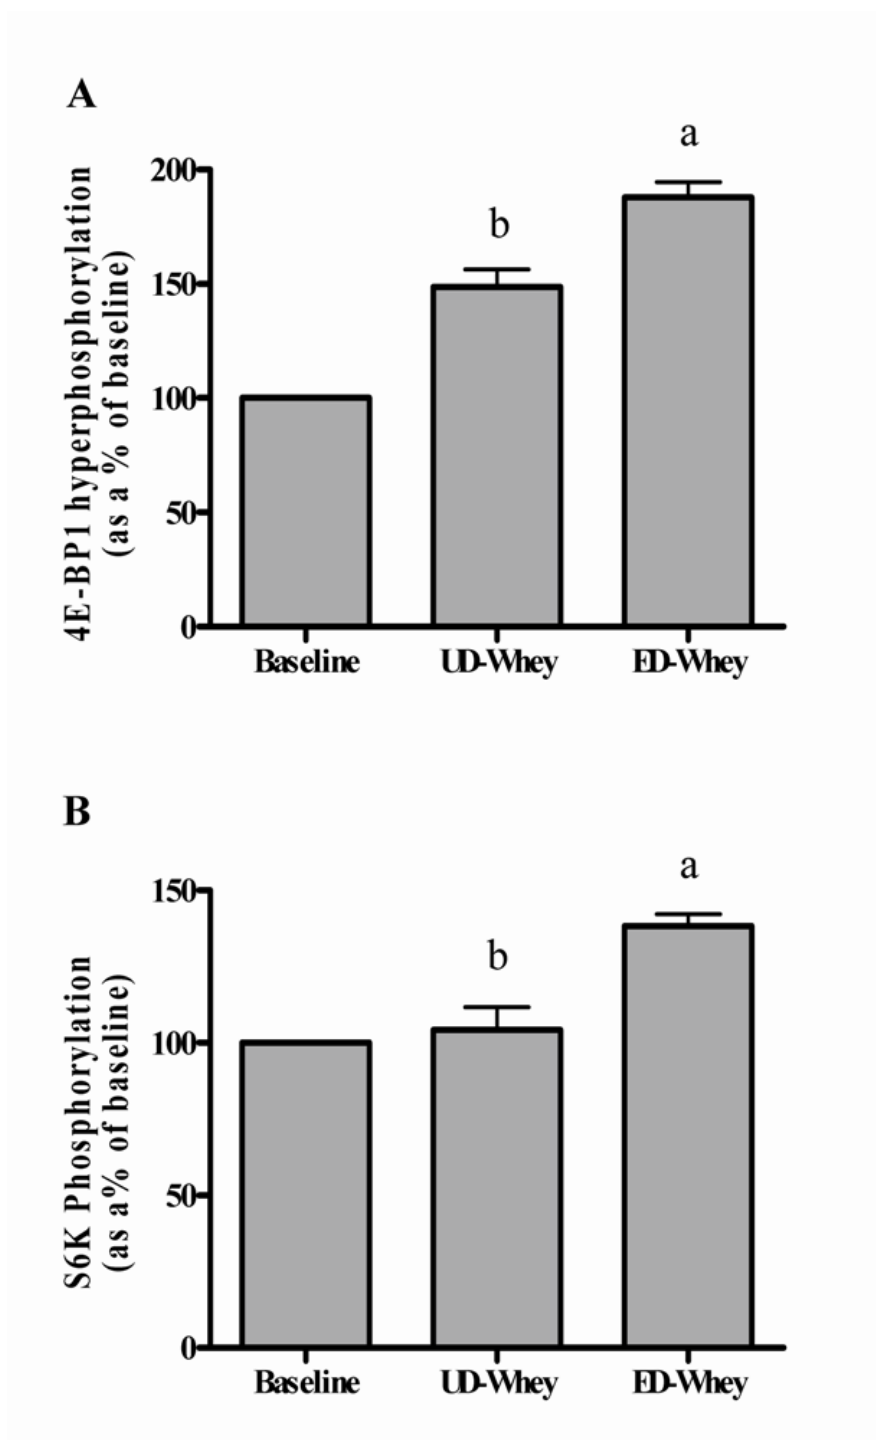 A
4E-BP1 hyperphosphorylation
(as a % of baseline)
200
150
100
50
0
b
a
Baseline
UD-Whey
ED-Whey
B
S6K Phosphorylation
(as a% of baseline)
150
100
50
0
b
a
Baseline
UD-Whey
ED-Whey